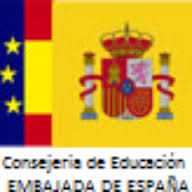 Consejería de Educación
EMBAJADA DE ESPAÑA